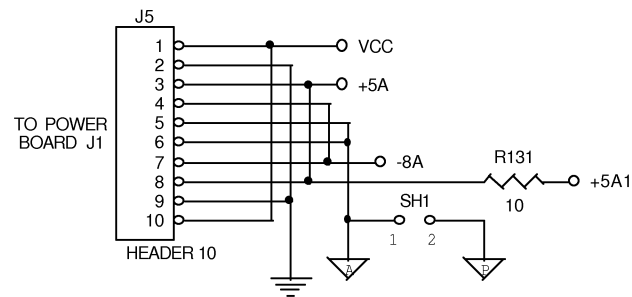 J5
1
VCC
2
3
+5A
4
5
6
7
-8A
8
R131
10
+5A1
9
SH1
10
1 2
TO POWER
BOARD J1
HEADER 10
A
P